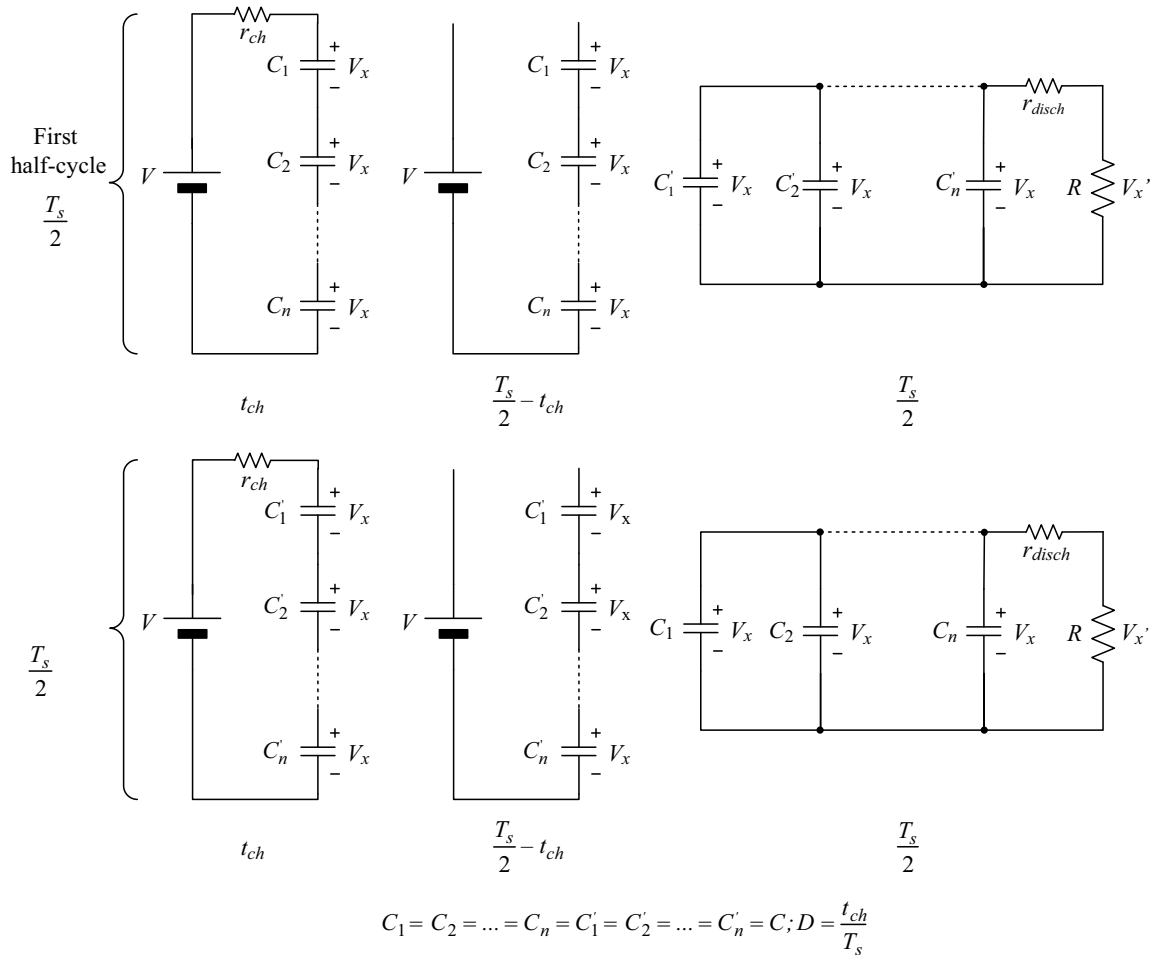 r_ch
C_1 + V_x −
C_1 + V_x −
First half-cycle
T_s/2
V
C_2 + V_x −
V
C_2 + V_x −
C_n + V_x −
C_n + V_x −
r_disch
C'_1 + V_x −
C'_2 + V_x −
C'_n + V_x −
R V_x'
t_ch
T_s/2 – t_ch
T_s/2
r_ch
C'_1 + V_x −
C'_1 + V_x −
T_s/2
V
C'_2 + V_x −
V
C'_2 + V_x −
C'_n + V_x −
C'_n + V_x −
r_disch
C_1 + V_x −
C_2 + V_x −
C_n + V_x −
R V_x'
t_ch
T_s/2 – t_ch
T_s/2
C_1 = C_2 = ... = C_n = C'_1 = C'_2 = ... = C'_n = C; D = t_ch/T_s